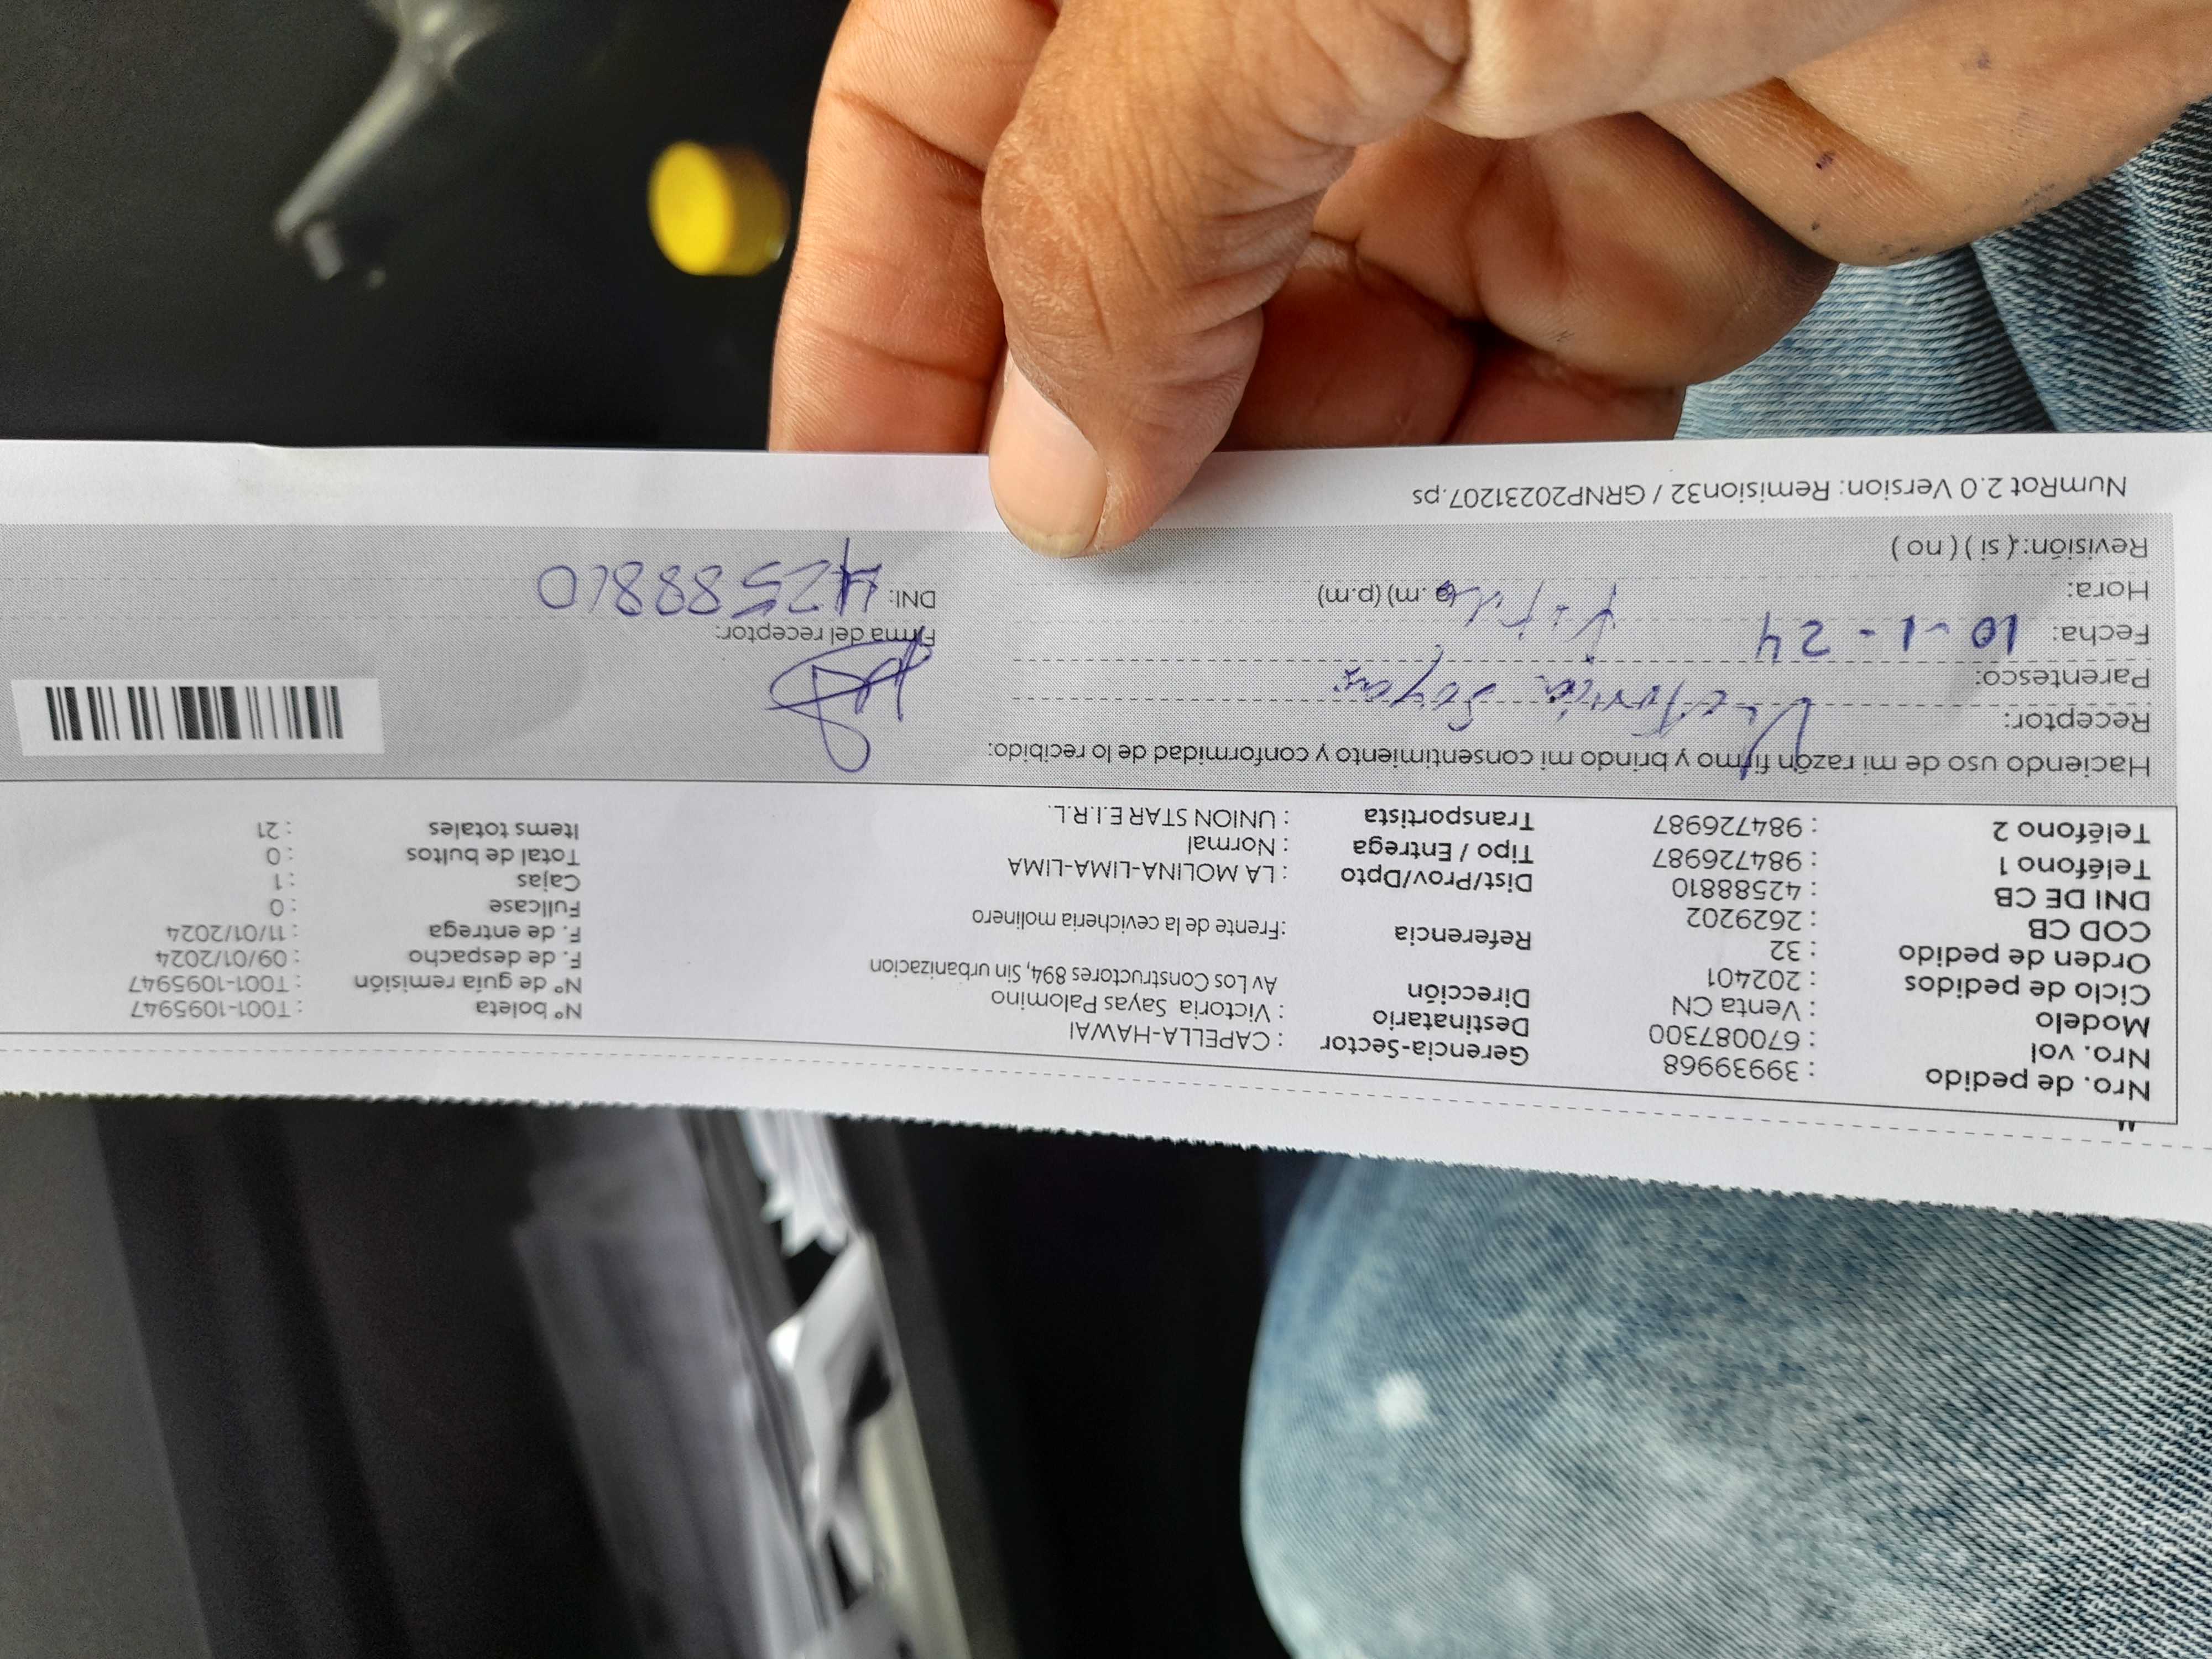 Nro. de pedido : 39939968 Gerencia-Sector : CAPELLA-HAWAI Nº boleta : T001-1095947
Nro. vol : 670087300 Destinatario : Victoria Sayas Palomino Nº de guia remisión : T001-1095947
Modelo : Venta CN Dirección Av Los Constructores 894, Sin urbanizacion F. de despacho : 09/01/2024
Ciclo de pedidos : 202401 F. de entrega : 11/01/2024
Orden de pedido : 32 Referencia :Frente de la cevicheria molinero Fullcase : 0
COD CB : 2629202 Cajas : 1
DNI DE CB : 42588810 Dist/Prov/Dpto : LA MOLINA-LIMA-LIMA Total de bultos : 0
Teléfono 1 : 984726987 Tipo / Entrega : Normal Items totales : 21
Teléfono 2 : 984726987 Transportista : UNION STAR E.I.R.L.
Haciendo uso de mi razón firmo y brindo mi consentimiento y conformidad de lo recibido:
Receptor: Victoria Sayas
Parentesco:
Fecha: 10-1-24 Firma del receptor:
Hora: (a.m) (p.m) DNI: 42588810
Revisión: ( si ) ( no )
NumRot 2.0 Version: Remision32 / GRNP20231207.ps